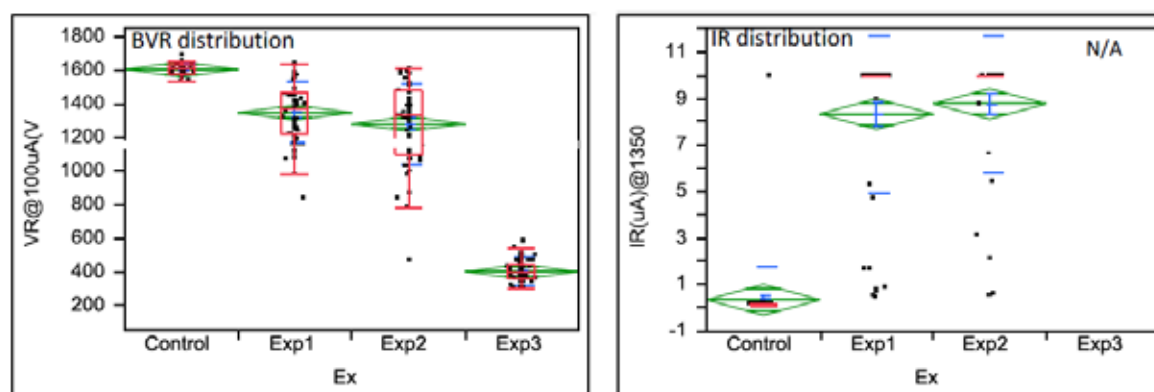 BVR distribution
VR@100uA(V
1800
1600
1400
1200
1000
800
600
400
200
Control Exp1 Exp2 Exp3
Ex
IR distribution
N/A
IR(uA)@1350
11
9
7
5
3
1
-1
Control Exp1 Exp2 Exp3
Ex